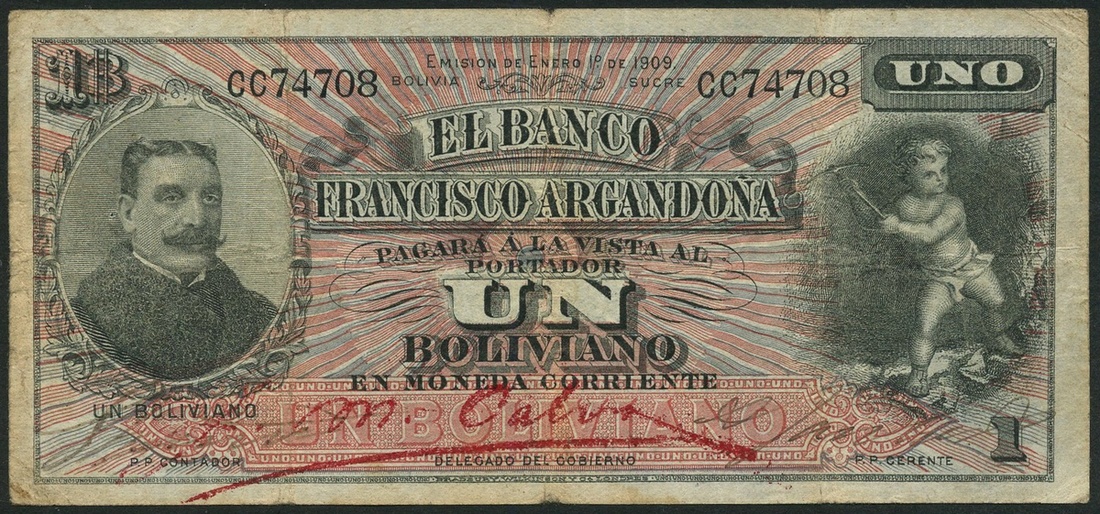 1B
EMISION DE ENERO 1º DE 1909.
BOLIVIA SUCRE
CC74708 CC74708
UNO
EL BANCO
FRANCISCO ARGANDOÑA
PAGARÁ Á LA VISTA AL
PORTADOR
UN
BOLIVIANO
EN MONEDA CORRIENTE
UN BOLIVIANO
UN BOLIVIANO
1
P.P. CONTADOR
DELEGADO DEL GOBIERNO
P.P. GERENTE